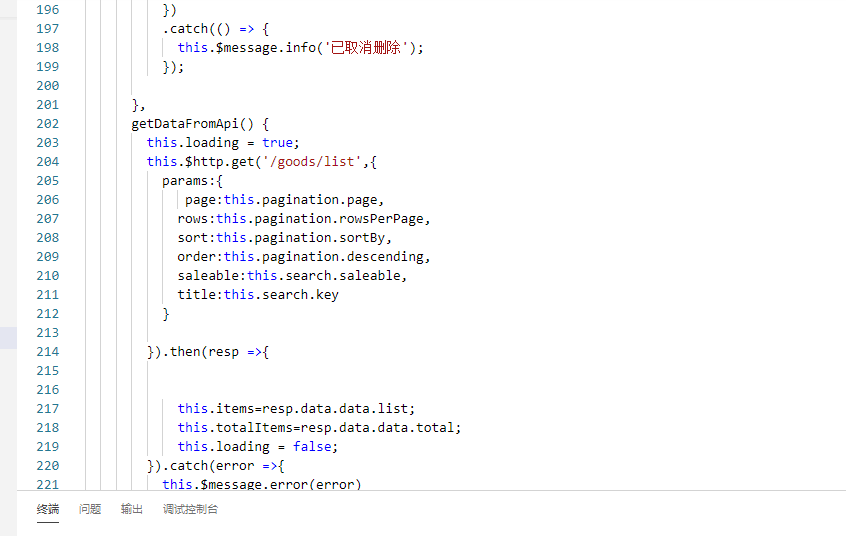 196 })
197 .catch(() => {
198 this.$message.info('已取消删除');
199 });
200
201 },
202 getDataFromApi() {
203 this.loading = true;
204 this.$http.get('/goods/list',{
205 params:{
206 page:this.pagination.page,
207 rows:this.pagination.rowsPerPage,
208 sort:this.pagination.sortBy,
209 order:this.pagination.descending,
210 saleable:this.search.saleable,
211 title:this.search.key
212 }
213
214 }).then(resp =>{
215
216
217 this.items=resp.data.data.list;
218 this.totalItems=resp.data.data.total;
219 this.loading = false;
220 }).catch(error =>{
221 this.$message.error(error)
终端 问题 输出 调试控制台